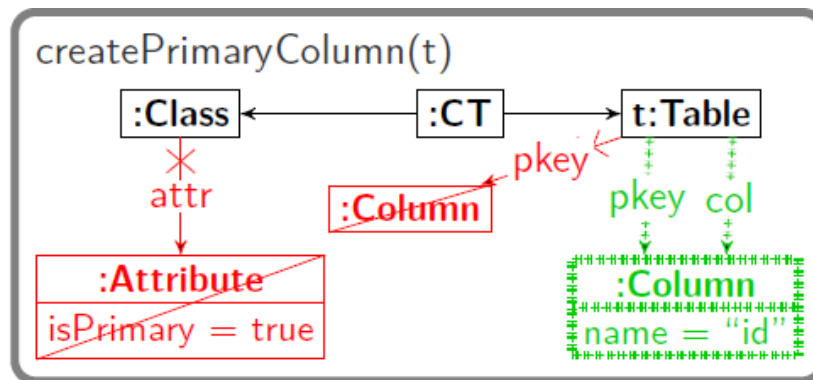 createPrimaryColumn(t)
:Class :CT t:Table
attr pkey pkey col
:Column
:Attribute :Column
isPrimary = true name = “id”